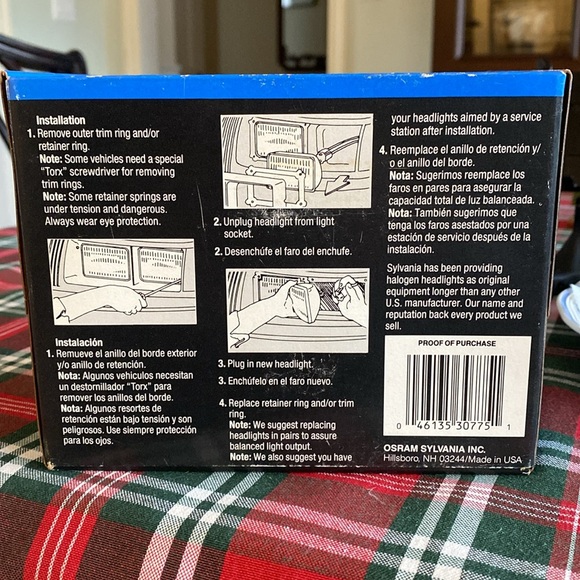 Installation
1. Remove outer trim ring and/or
retainer ring.
Note: Some vehicles need a special
"Torx" screwdriver for removing
trim rings.
Note: Some retainer springs are
under tension and dangerous.
Always wear eye protection.
Instalación
1. Remueve el anillo del borde exterior
y/o anillo de retención.
Nota: Algunos vehiculos necesitan
un destornillador "Torx" para
remover los anillos del borde.
Nota: Algunos resortes de
retención están bajo tensión y son
peligrosos. Use siempre protección
para los ojos.
2. Unplug headlight from light
socket.
2. Desenchúfe el faro del enchufe.
3. Plug in new headlight.
3. Enchúfelo en el faro nuevo.
4. Replace retainer ring and/or trim
ring.
Note: We suggest replacing
headlights in pairs to assure
balanced light output.
Note: We also suggest you have
your headlights aimed by a service
station after installation.
4. Reemplace el anillo de retención y/
o el anillo del borde.
Nota: Sugerimos reemplace los
faros en pares para asegurar la
capacidad total de luz balanceada.
Nota: También sugerimos que
tenga los faros asestados por una
estación de servicio después de la
instalación.
Sylvania has been providing
halogen headlights as original
equipment longer than any other
U.S. manufacturer. Our name and
reputation back every product we
sell.
PROOF OF PURCHASE
0 46135 30775 1
OSRAM SYLVANIA INC.
Hillsboro, NH 03244/Made in USA